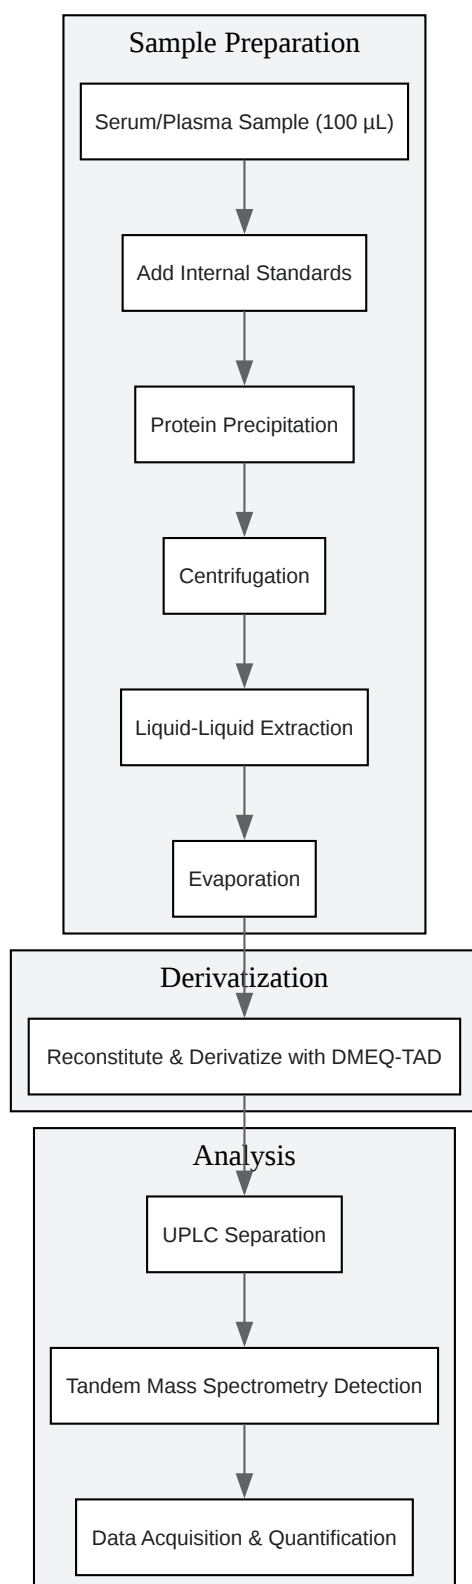 Sample Preparation
Serum/Plasma Sample (100 µL)
Add Internal Standards
Protein Precipitation
Centrifugation
Liquid-Liquid Extraction
Evaporation
Derivatization
Reconstitute & Derivatize with DMEQ-TAD
Analysis
UPLC Separation
Tandem Mass Spectrometry Detection
Data Acquisition & Quantification